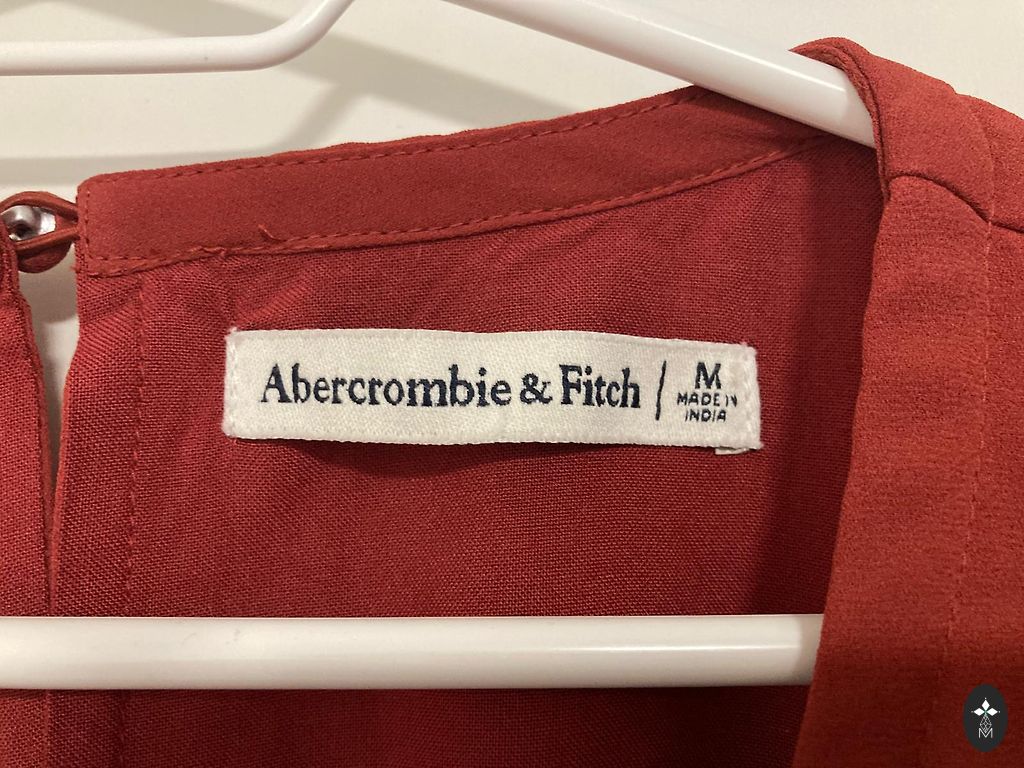 Abercrombie & Fitch | M
MADE IN
INDIA
M